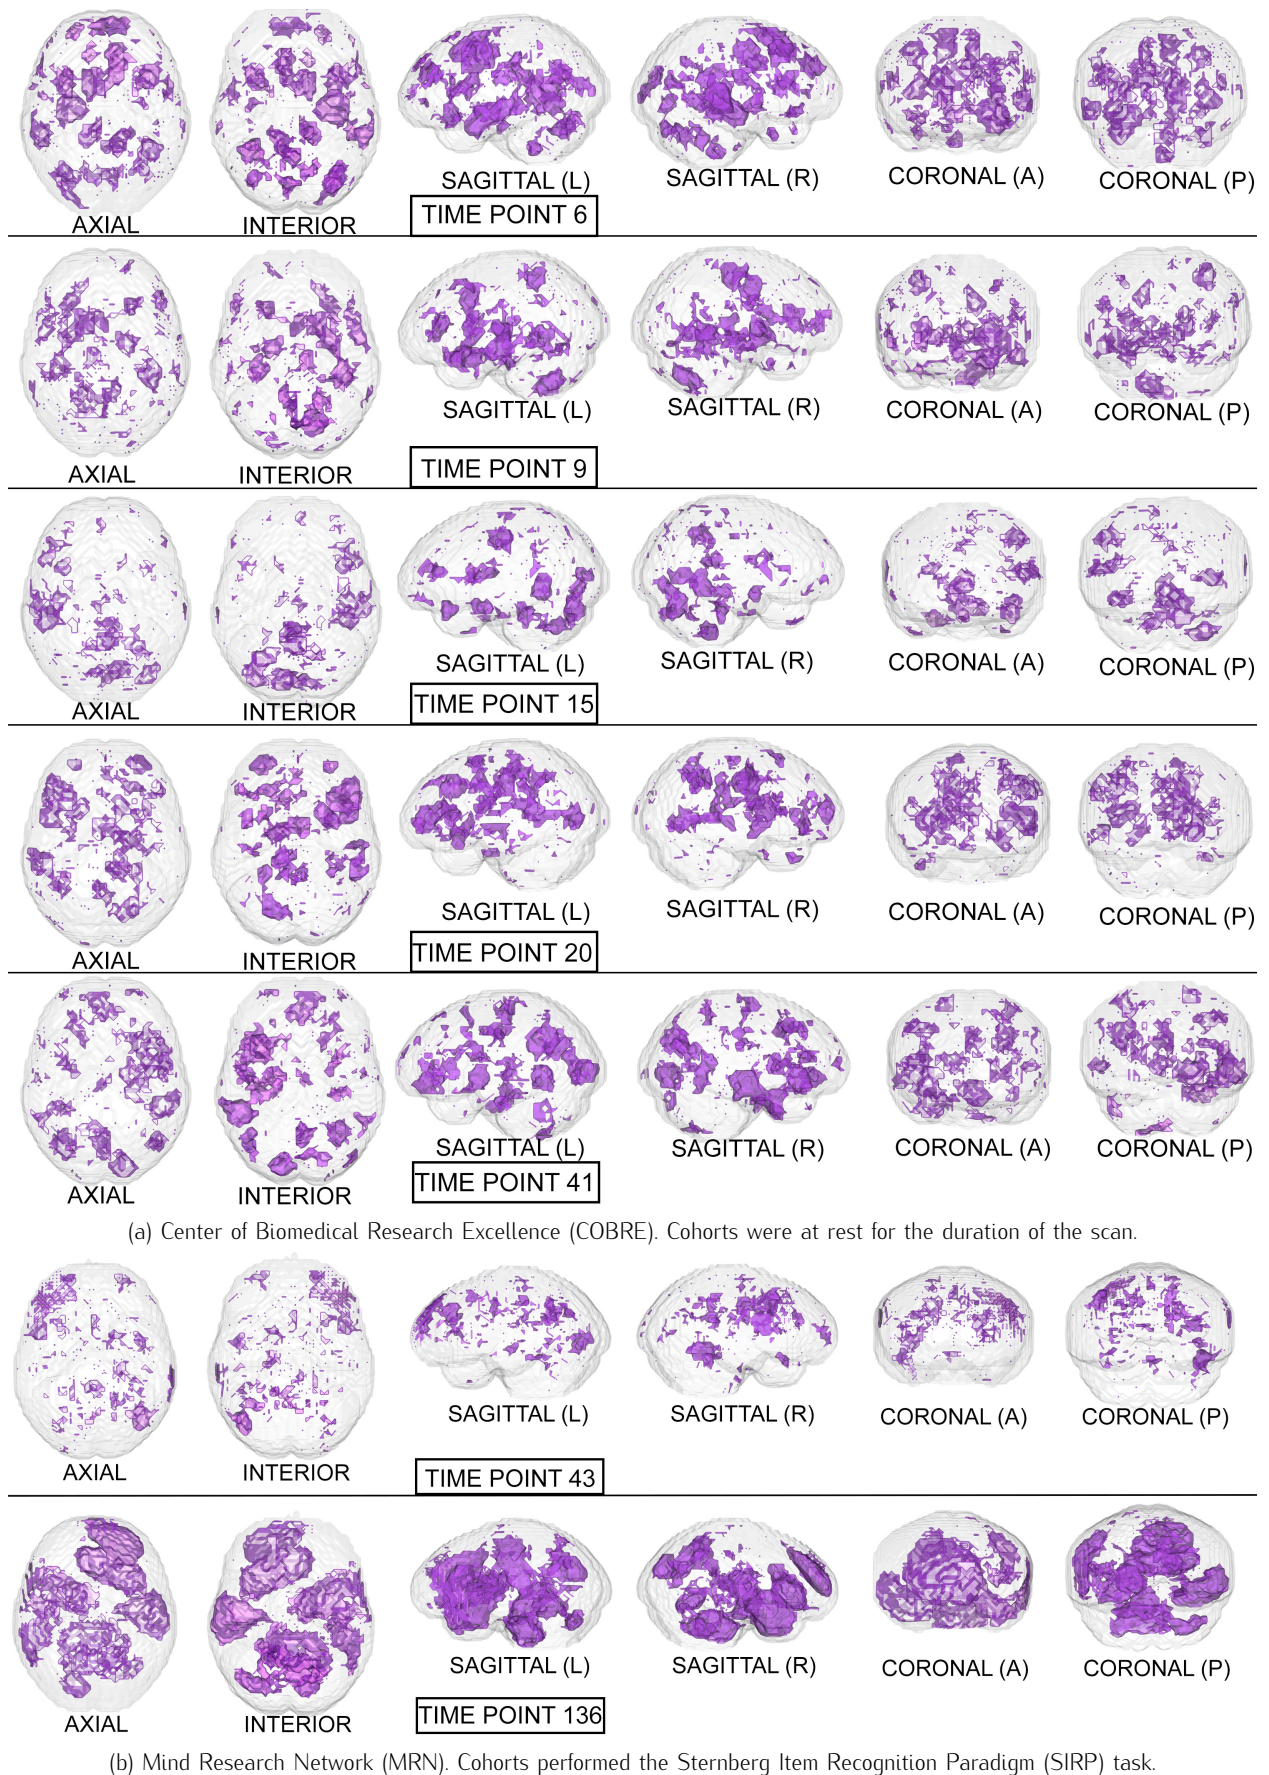 SAGITTAL (L)
SAGITTAL (R)
CORONAL (A)
CORONAL (P)
AXIAL
INTERIOR
TIME POINT 6
SAGITTAL (L)
SAGITTAL (R)
CORONAL (A)
CORONAL (P)
AXIAL
INTERIOR
TIME POINT 9
SAGITTAL (L)
SAGITTAL (R)
CORONAL (A)
CORONAL (P)
AXIAL
INTERIOR
TIME POINT 15
SAGITTAL (L)
SAGITTAL (R)
CORONAL (A)
CORONAL (P)
AXIAL
INTERIOR
TIME POINT 20
SAGITTAL (L)
SAGITTAL (R)
CORONAL (A)
CORONAL (P)
AXIAL
INTERIOR
TIME POINT 41
(a) Center of Biomedical Research Excellence (COBRE). Cohorts were at rest for the duration of the scan.
SAGITTAL (L)
SAGITTAL (R)
CORONAL (A)
CORONAL (P)
AXIAL
INTERIOR
TIME POINT 43
SAGITTAL (L)
SAGITTAL (R)
CORONAL (A)
CORONAL (P)
AXIAL
INTERIOR
TIME POINT 136
(b) Mind Research Network (MRN). Cohorts performed the Sternberg Item Recognition Paradigm (SIRP) task.